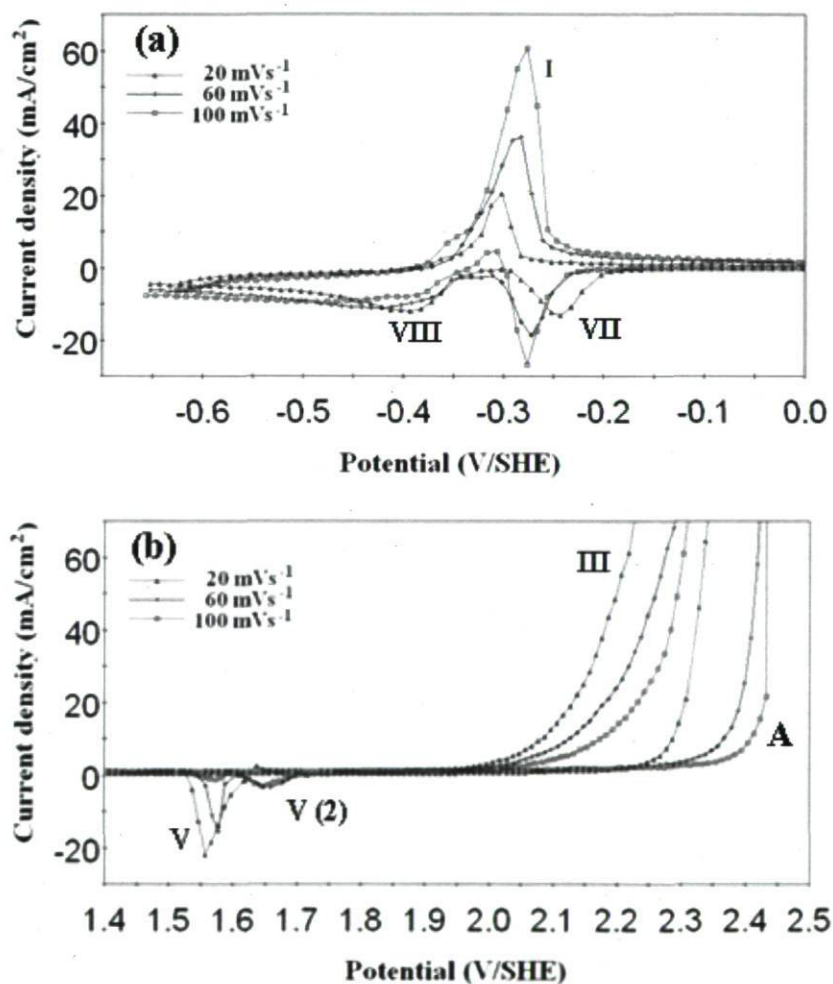 (a)
20 mVs-1
60 mVs-1
100 mVs-1
I
VIII
VII
Current density (mA/cm2)
60
40
20
0
-20
-0.6 -0.5 -0.4 -0.3 -0.2 -0.1 0.0
Potential (V/SHE)
(b)
20 mVs-1
60 mVs-1
100 mVs-1
III
A
V
V (2)
Current density (mA/cm2)
60
40
20
0
-20
1.4 1.5 1.6 1.7 1.8 1.9 2.0 2.1 2.2 2.3 2.4 2.5
Potential (V/SHE)